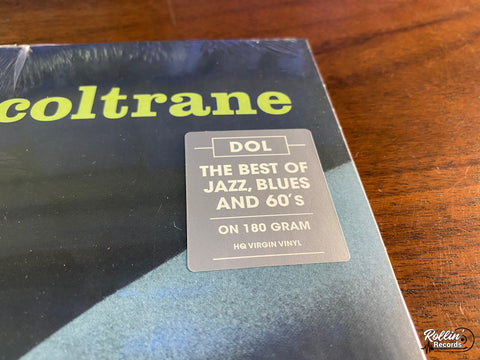 coltrane
DOL
THE BEST OF
JAZZ, BLUES
AND 60's
ON 180 GRAM
HQ VIRGIN VINYL
Rollin'
Records